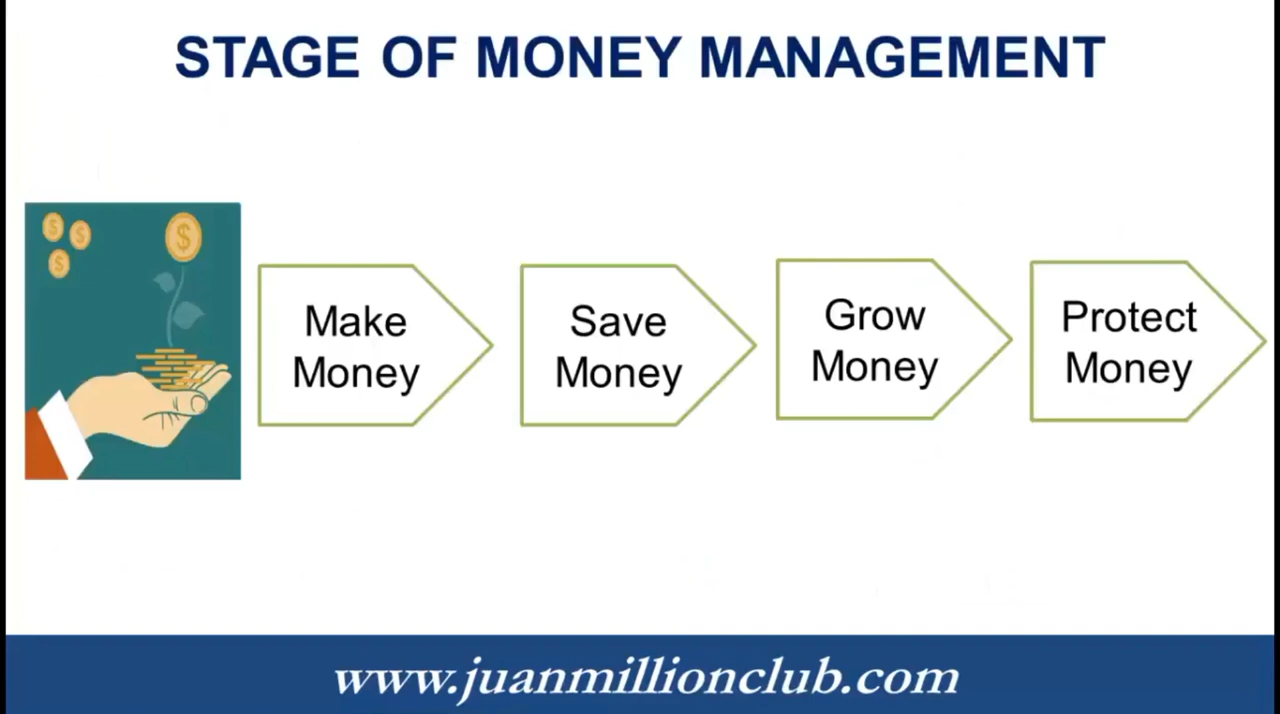 STAGE OF MONEY MANAGEMENT
Make
Money
Save
Money
Grow
Money
Protect
Money
www.juanmillionclub.com